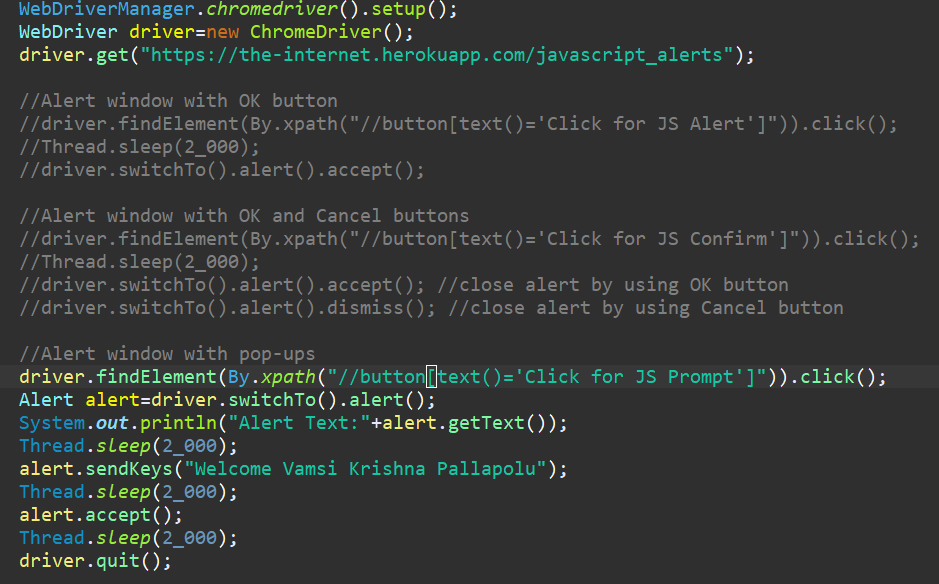 WebDriverManager.chromedriver().setup();
WebDriver driver=new ChromeDriver();
driver.get("https://the-internet.herokuapp.com/javascript_alerts");

//Alert window with OK button
//driver.findElement(By.xpath("//button[text()='Click for JS Alert']")).click();
//Thread.sleep(2_000);
//driver.switchTo().alert().accept();

//Alert window with OK and Cancel buttons
//driver.findElement(By.xpath("//button[text()='Click for JS Confirm']")).click();
//Thread.sleep(2_000);
//driver.switchTo().alert().accept(); //close alert by using OK button
//driver.switchTo().alert().dismiss(); //close alert by using Cancel button

//Alert window with pop-ups
driver.findElement(By.xpath("//button[text()='Click for JS Prompt']")).click();
Alert alert=driver.switchTo().alert();
System.out.println("Alert Text:"+alert.getText());
Thread.sleep(2_000);
alert.sendKeys("Welcome Vamsi Krishna Pallapolu");
Thread.sleep(2_000);
alert.accept();
Thread.sleep(2_000);
driver.quit();